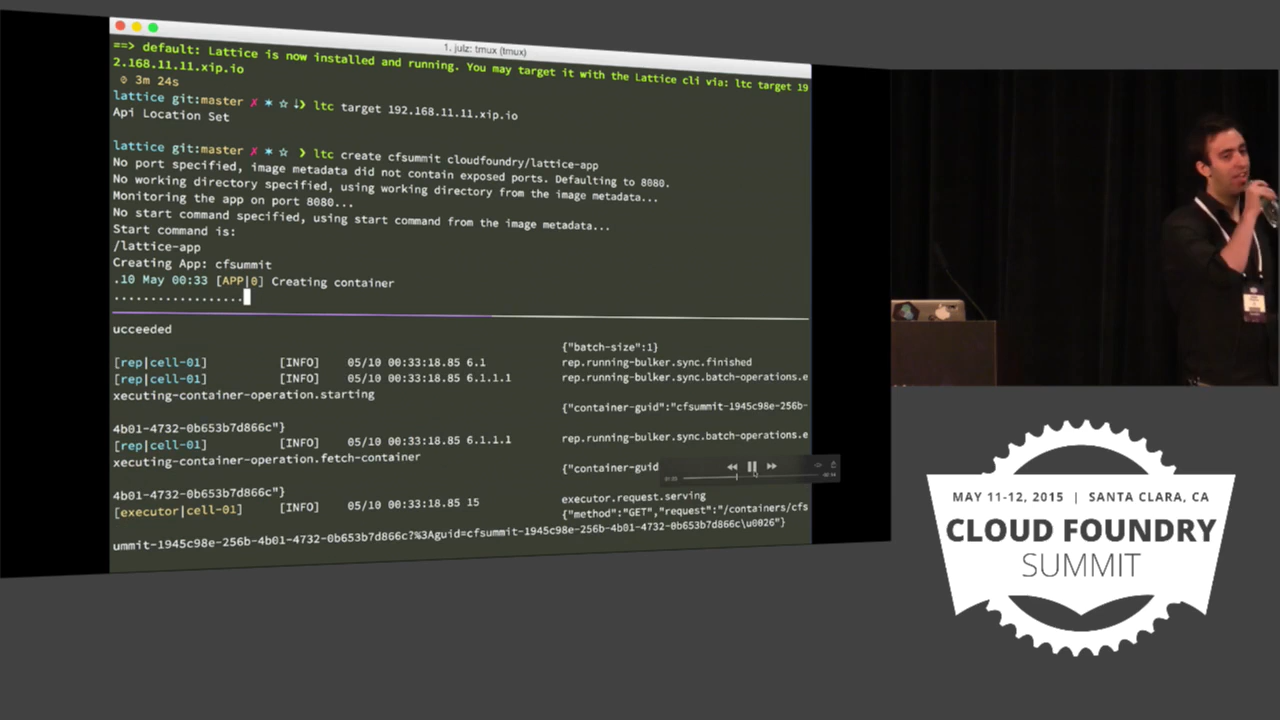 1. julz: tmux (tmux)
==> default: Lattice is now installed and running. You may target it with the Lattice cli via: ltc target 19
2.168.11.11.xip.io
3m 24s
lattice git:master ✗ ✶ ☆ ↓❯ ltc target 192.168.11.11.xip.io
Api Location Set
lattice git:master ✗ ✶ ☆ ❯ ltc create cfsummit cloudfoundry/lattice-app
No port specified, image metadata did not contain exposed ports. Defaulting to 8080.
No working directory specified, using working directory from the image metadata...
Monitoring the app on port 8080...
No start command specified, using start command from the image metadata...
Start command is:
/lattice-app
Creating App: cfsummit
.10 May 00:33 [APP|0] Creating container
..................
ucceeded
{"batch-size":1}
[rep|cell-01] [INFO] 05/10 00:33:18.85 6.1 rep.running-bulker.sync.finished
[rep|cell-01] [INFO] 05/10 00:33:18.85 6.1.1.1 rep.running-bulker.sync.batch-operations.e
xecuting-container-operation.starting
{"container-guid":"cfsummit-1945c98e-256b-
4b01-4732-0b653b7d866c"}
[rep|cell-01] [INFO] 05/10 00:33:18.85 6.1.1.1 rep.running-bulker.sync.batch-operations.e
xecuting-container-operation.fetch-container
{"container-guid
4b01-4732-0b653b7d866c"}
[executor|cell-01] [INFO] 05/10 00:33:18.85 15 executor.request.serving
{"method":"GET","request":"/containers/cfs
ummit-1945c98e-256b-4b01-4732-0b653b7d866c?%3Aguid=cfsummit-1945c98e-256b-4b01-4732-0b653b7d866c\u0026"}
MAY 11-12, 2015 | SANTA CLARA, CA
CLOUD FOUNDRY
SUMMIT